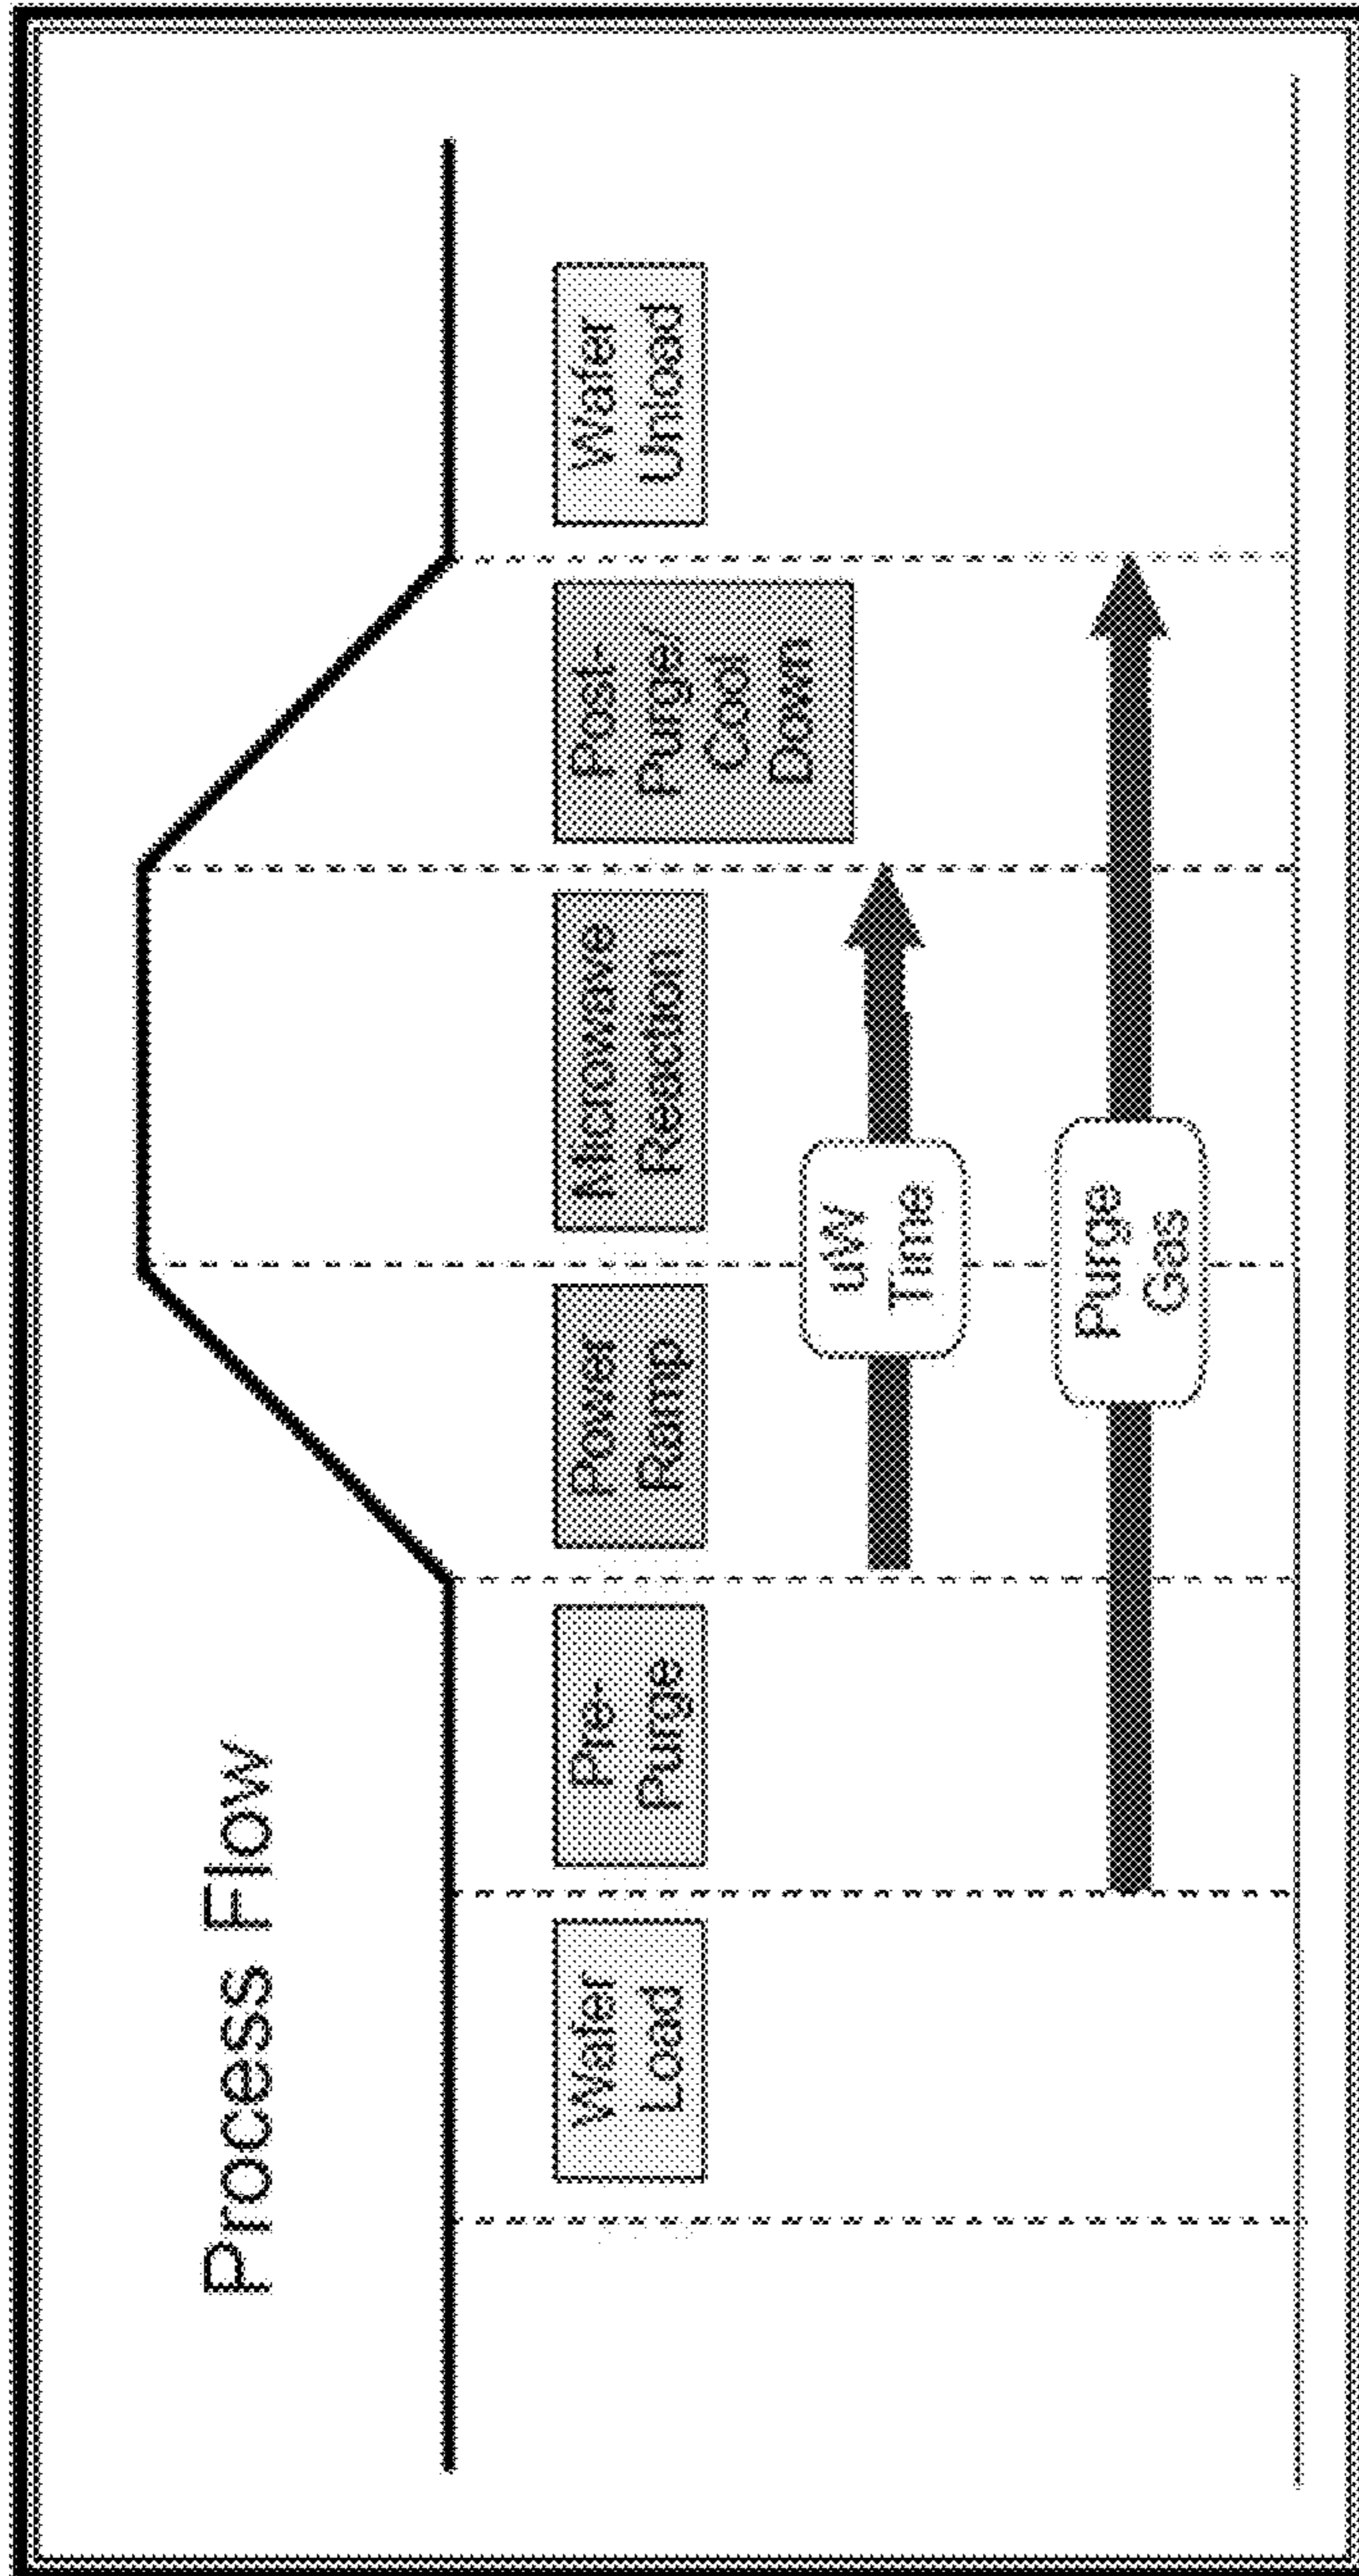 Process Flow
Wafer
Load
Pre-
Purge
Power
Ramp
Microwave
Reaction
Post-
Purge/
Cool
Down
Wafer
Unload
uW
Time
Purge
Gas